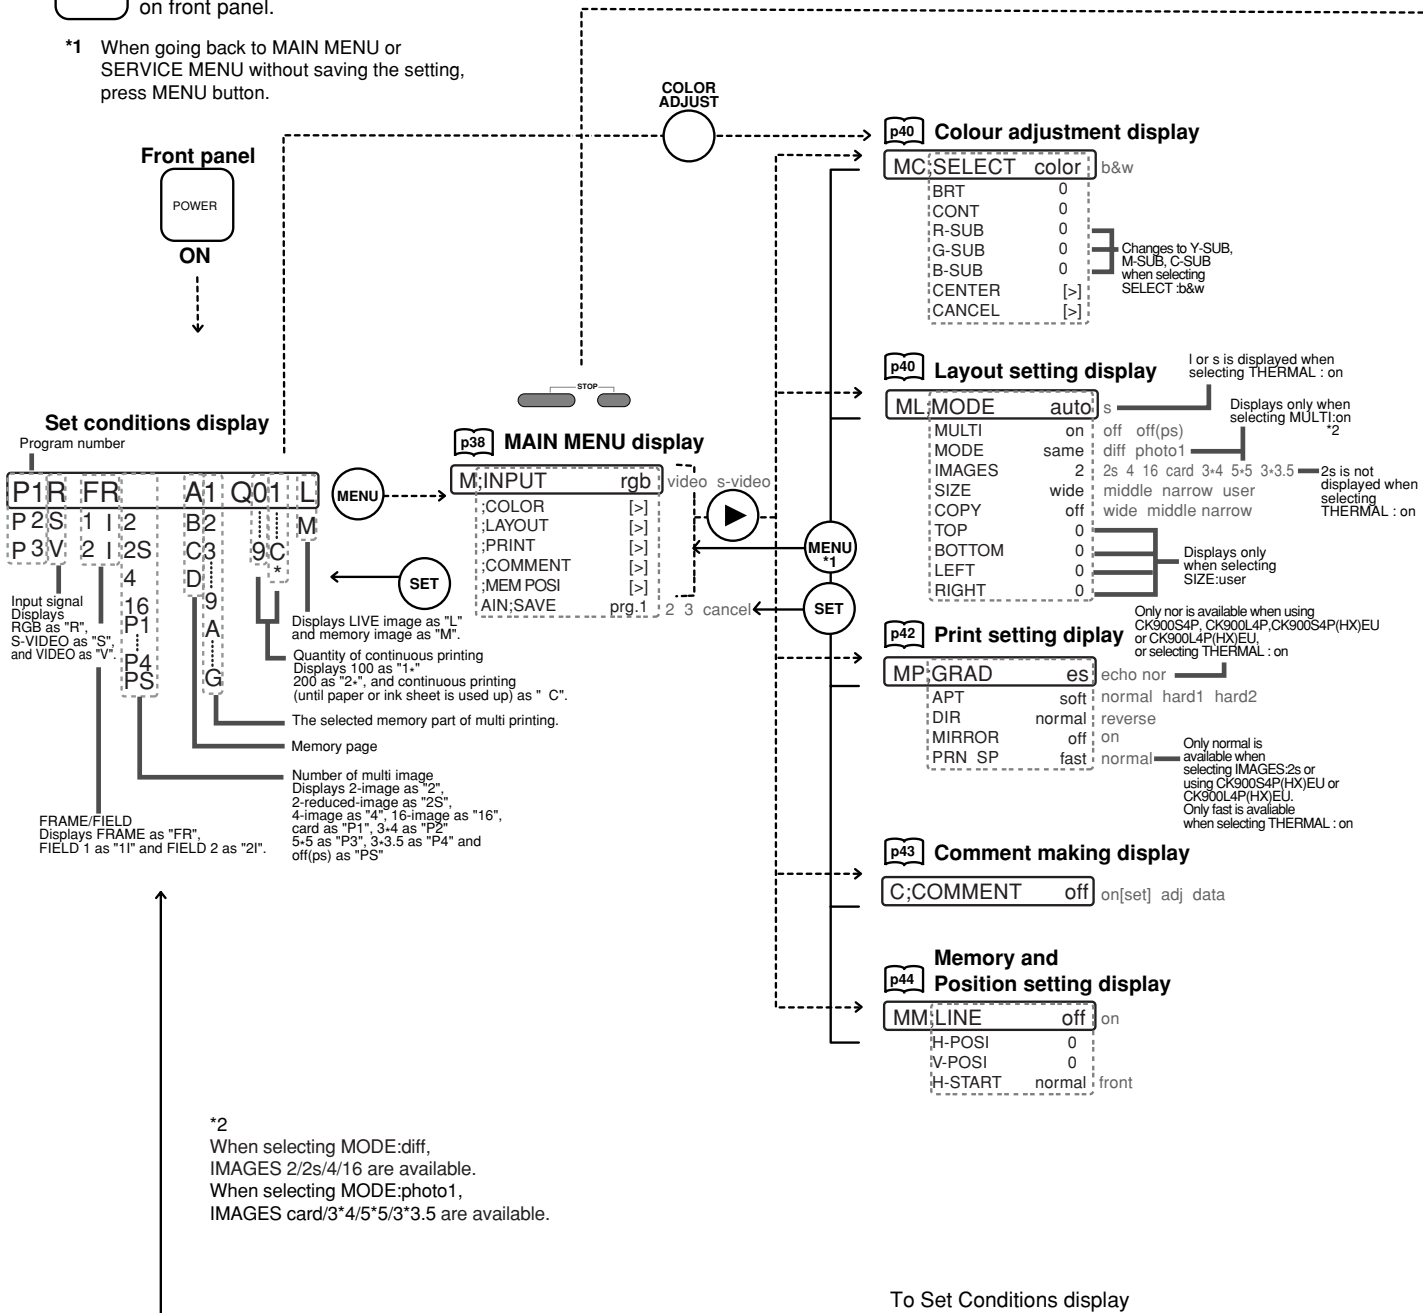 on front panel.
*1 When going back to MAIN MENU or
SERVICE MENU without saving the setting,
press MENU button.
COLOR
ADJUST
Front panel
POWER
ON
Set conditions display
Program number
P1 R FR A1 Q01 L
P2 S 1 I 2 B2 M
P3 V 2 I 2S C3 9 C
4 D *
16 9
P1 A
P4
PS G
MENU
SET
Input signal
Displays
RGB as "R",
S-VIDEO as "S",
and VIDEO as "V".
Displays LIVE image as "L"
and memory image as "M".
Quantity of continuous printing
Displays 100 as "1*"
200 as "2*", and continuous printing
(until paper or ink sheet is used up) as " C".
The selected memory part of multi printing.
Memory page
Number of multi image
Displays 2-image as "2",
2-reduced-image as "2S",
4-image as "4", 16-image as "16",
card as "P1", 3*4 as "P2"
5*5 as "P3", 3*3.5 as "P4" and
off(ps) as "PS"
FRAME/FIELD
Displays FRAME as "FR",
FIELD 1 as "1I" and FIELD 2 as "2I".
STOP
p38 MAIN MENU display
M;INPUT rgb video s-video
;COLOR [>]
;LAYOUT [>]
;PRINT [>]
;COMMENT [>]
;MEM POSI [>]
AIN;SAVE prg.1 2 3 cancel
MENU
*1
SET
p40 Colour adjustment display
MC;SELECT color b&w
BRT 0
CONT 0
R-SUB 0
G-SUB 0
B-SUB 0
CENTER [>]
CANCEL [>]
Changes to Y-SUB,
M-SUB, C-SUB
when selecting
SELECT :b&w
p40 Layout setting display
l or s is displayed when
selecting THERMAL : on
ML;MODE auto s
Displays only when
selecting MULTI:on
*2
MULTI on off off(ps)
MODE same diff photo1
IMAGES 2 2s 4 16 card 3*4 5*5 3*3.5
SIZE wide middle narrow user
COPY off wide middle narrow
TOP 0
BOTTOM 0
LEFT 0
RIGHT 0
2s is not
displayed when
selecting
THERMAL : on
Displays only
when selecting
SIZE:user
p42 Print setting diplay
Only nor is available when using
CK900S4P, CK900L4P,CK900S4P(HX)EU
or CK900L4P(HX)EU,
or selecting THERMAL : on
MP;GRAD es echo nor
APT soft normal hard1 hard2
DIR normal reverse
MIRROR off on
PRN SP fast normal
Only normal is
available when
selecting IMAGES:2s or
using CK900S4P(HX)EU or
CK900L4P(HX)EU.
Only fast is avaliable
when selecting THERMAL : on
p43 Comment making display
C;COMMENT off on[set] adj data
p44 Memory and
Position setting display
MM;LINE off on
H-POSI 0
V-POSI 0
H-START normal front
*2
When selecting MODE:diff,
IMAGES 2/2s/4/16 are available.
When selecting MODE:photo1,
IMAGES card/3*4/5*5/3*3.5 are available.
To Set Conditions display